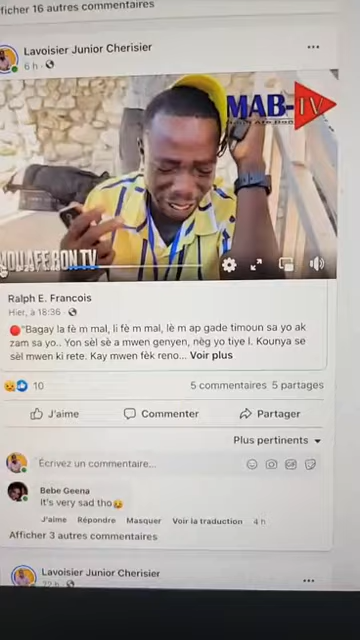 fficher 16 autres commentaires
Lavoisier Junior Cherisier
6 h
MAB-TV
NOU AFE BON TV
Ralph E. Francois
Hier, à 18:36
"Bagay la fè m mal, li fè m mal, lè m ap gade timoun sa yo ak
zam sa yo.. Yon sèl sè a mwen genyen, nèg yo tiye l. Kounya se
sèl mwen ki rete. Kay mwen fèk reno... Voir plus
10
5 commentaires 5 partages
J'aime
Commenter
Partager
Plus pertinents
Écrivez un commentaire...
GIF
Bebe Geena
It's very sad tho
J'aime Répondre Masquer Voir la traduction 4 h
Afficher 3 autres commentaires
Lavoisier Junior Cherisier
22 h